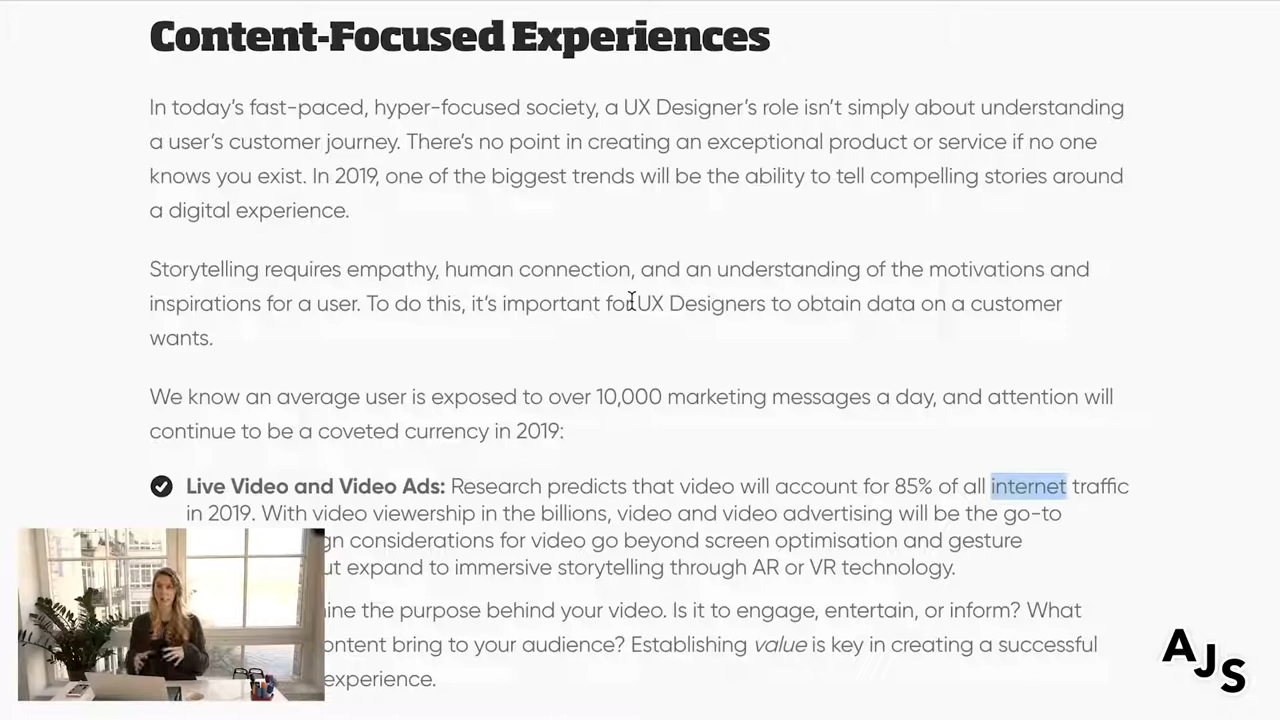 Content-Focused Experiences
In today's fast-paced, hyper-focused society, a UX Designer's role isn't simply about understanding
a user's customer journey. There's no point in creating an exceptional product or service if no one
knows you exist. In 2019, one of the biggest trends will be the ability to tell compelling stories around
a digital experience.
Storytelling requires empathy, human connection, and an understanding of the motivations and
inspirations for a user. To do this, it's important for UX Designers to obtain data on a customer
wants.
We know an average user is exposed to over 10,000 marketing messages a day, and attention will
continue to be a coveted currency in 2019:
Live Video and Video Ads: Research predicts that video will account for 85% of all internet traffic
in 2019. With video viewership in the billions, video and video advertising will be the go-to
considerations for video go beyond screen optimisation and gesture
expand to immersive storytelling through AR or VR technology.
the purpose behind your video. Is it to engage, entertain, or inform? What
bring to your audience? Establishing value is key in creating a successful
experience.
AJS